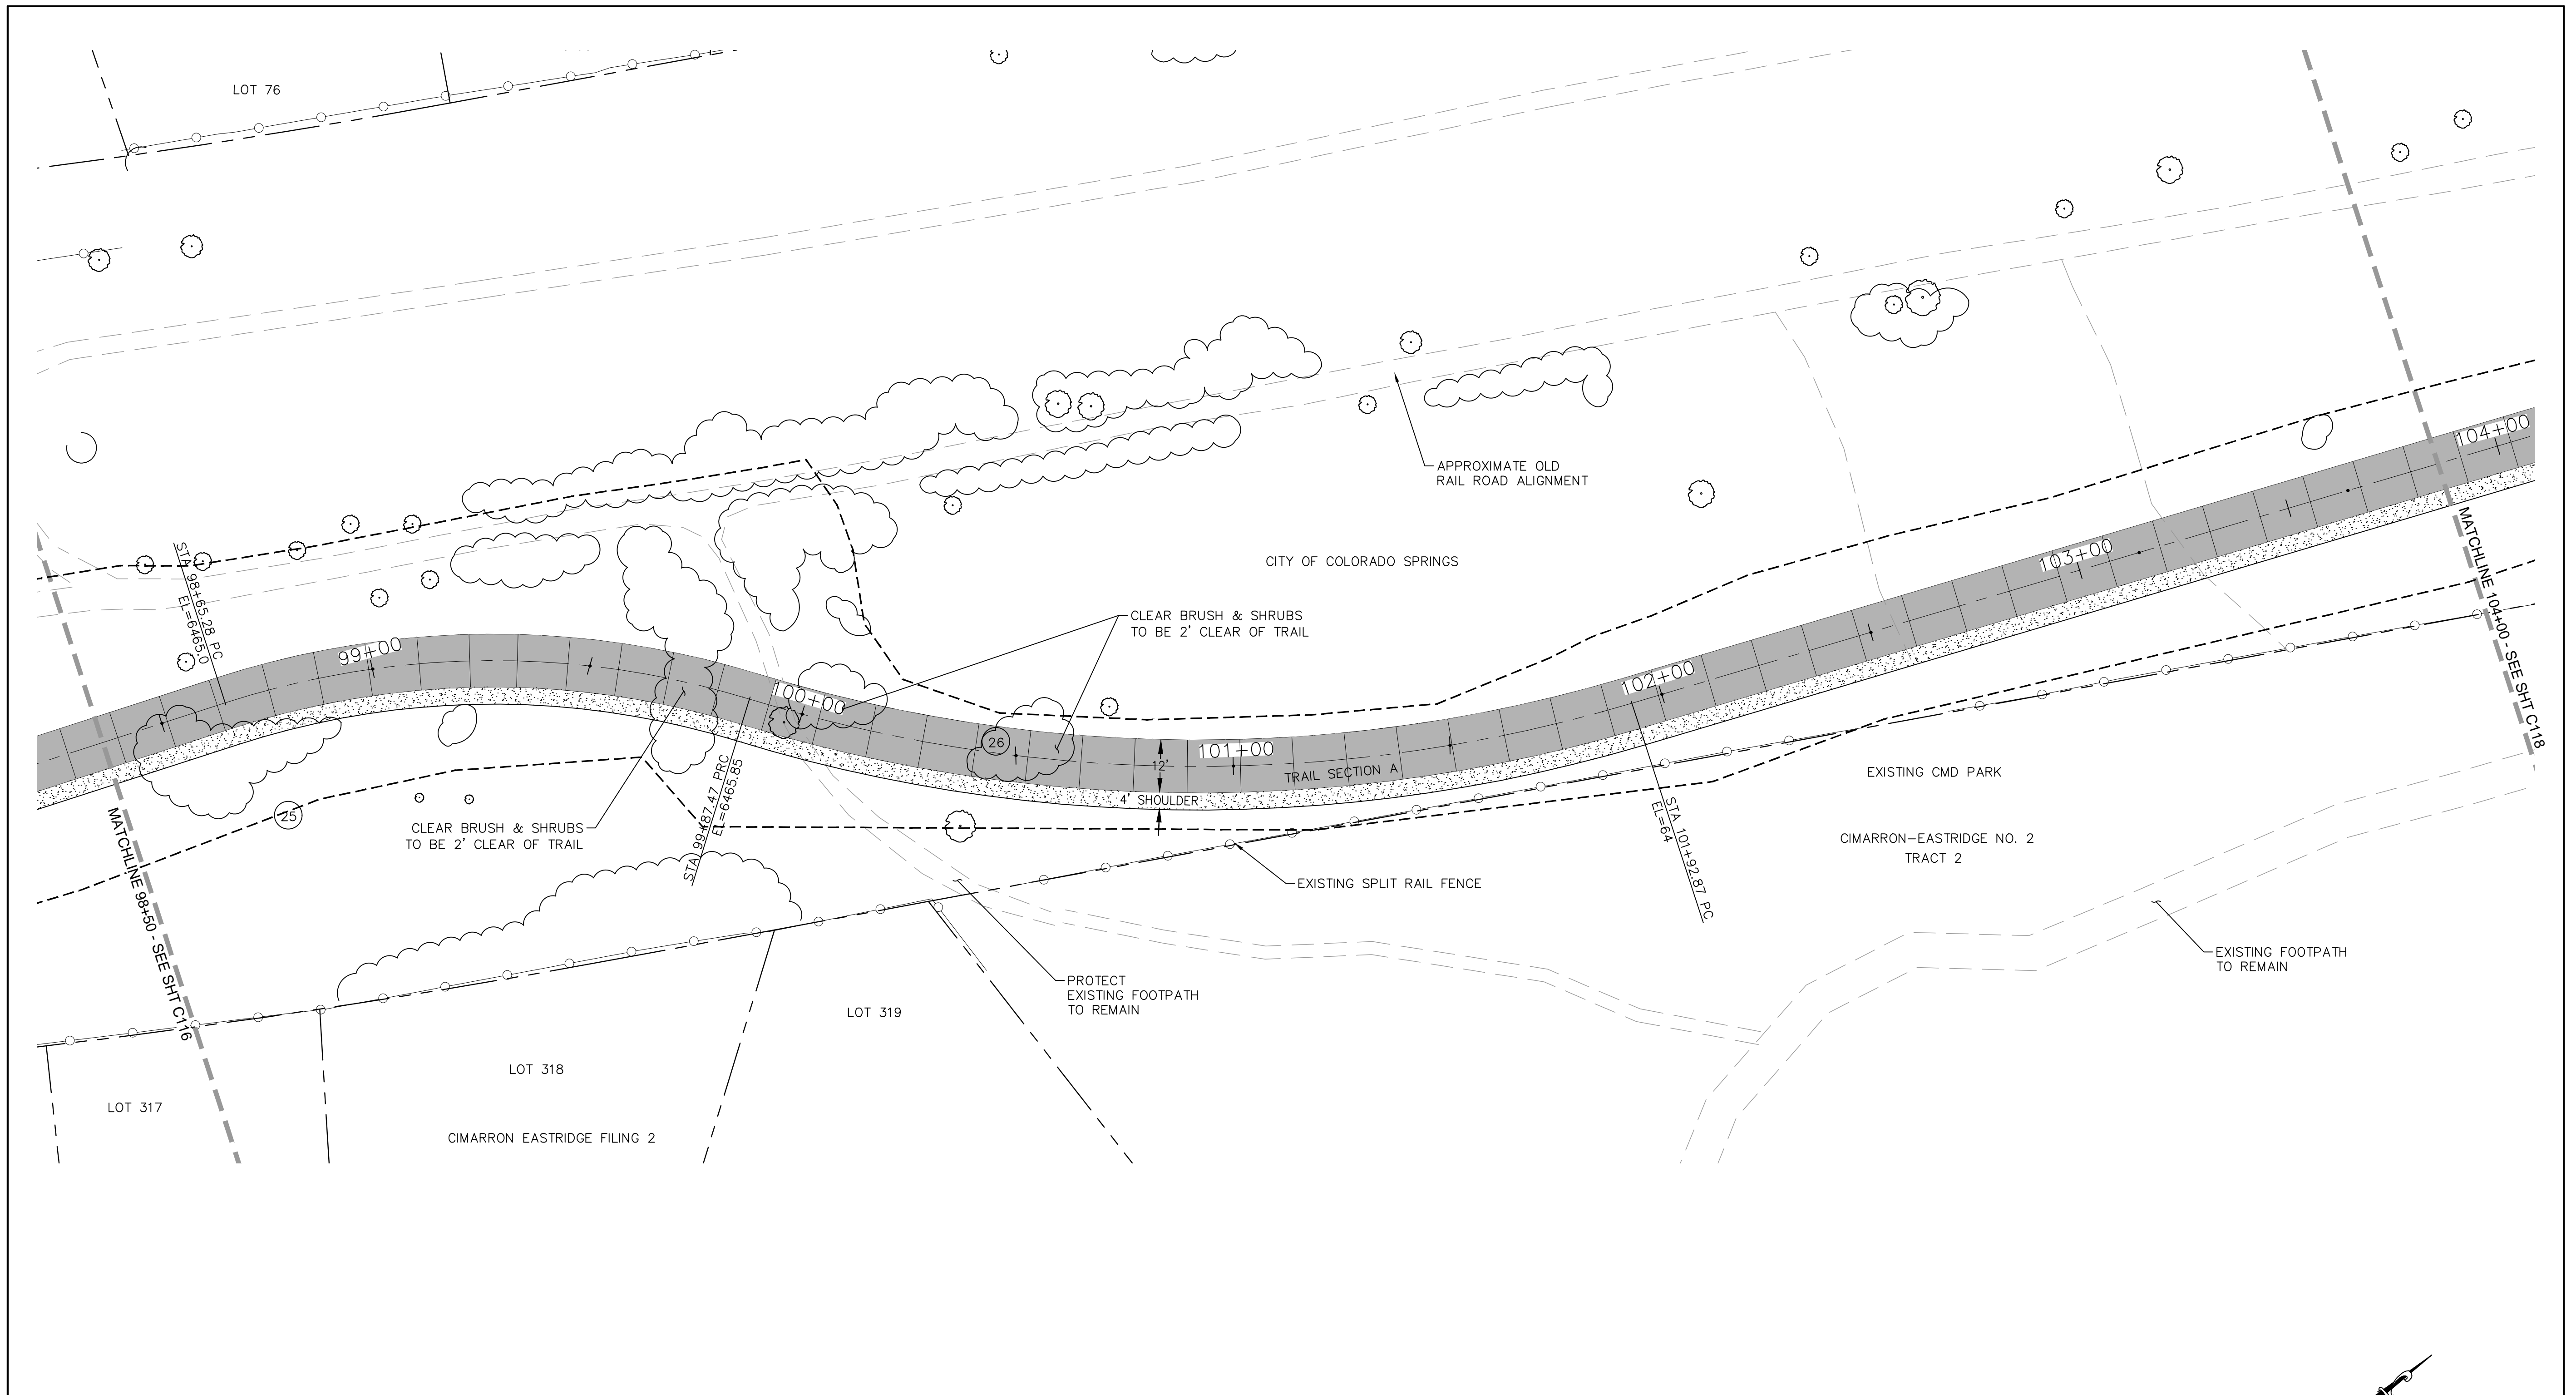 LOT 76
STA 98+65.28 PC
EL=6465.0
99+00
100+00
101+00
102+00
103+00
104+00
APPROXIMATE OLD
RAIL ROAD ALIGNMENT
CITY OF COLORADO SPRINGS
CLEAR BRUSH & SHRUBS
TO BE 2' CLEAR OF TRAIL
26
12'
TRAIL SECTION A
4' SHOULDER
25
CLEAR BRUSH & SHRUBS
TO BE 2' CLEAR OF TRAIL
STA 99+87.47 PRC
EL=6465.85
STA 101+92.87 PC
EL=64
MATCHLINE 98+50 - SEE SHT C116
MATCHLINE 104+00 - SEE SHT C118
EXISTING CMD PARK
CIMARRON-EASTRIDGE NO. 2
TRACT 2
EXISTING SPLIT RAIL FENCE
EXISTING FOOTPATH
TO REMAIN
PROTECT
EXISTING FOOTPATH
TO REMAIN
LOT 319
LOT 318
LOT 317
CIMARRON EASTRIDGE FILING 2